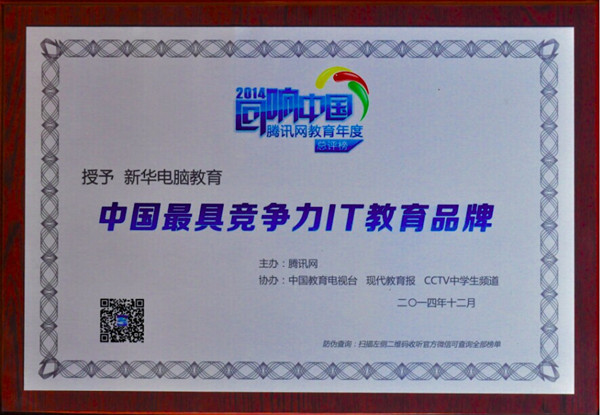 2014
回响中国
腾讯网教育年度
总评榜
授予 新华电脑教育
中国最具竞争力IT教育品牌
主办：腾讯网
协办：中国教育电视台 现代教育报 CCTV中学生频道
二〇一四年十二月
防伪查询：扫描左侧二维码收听官方微信可查询全部榜单